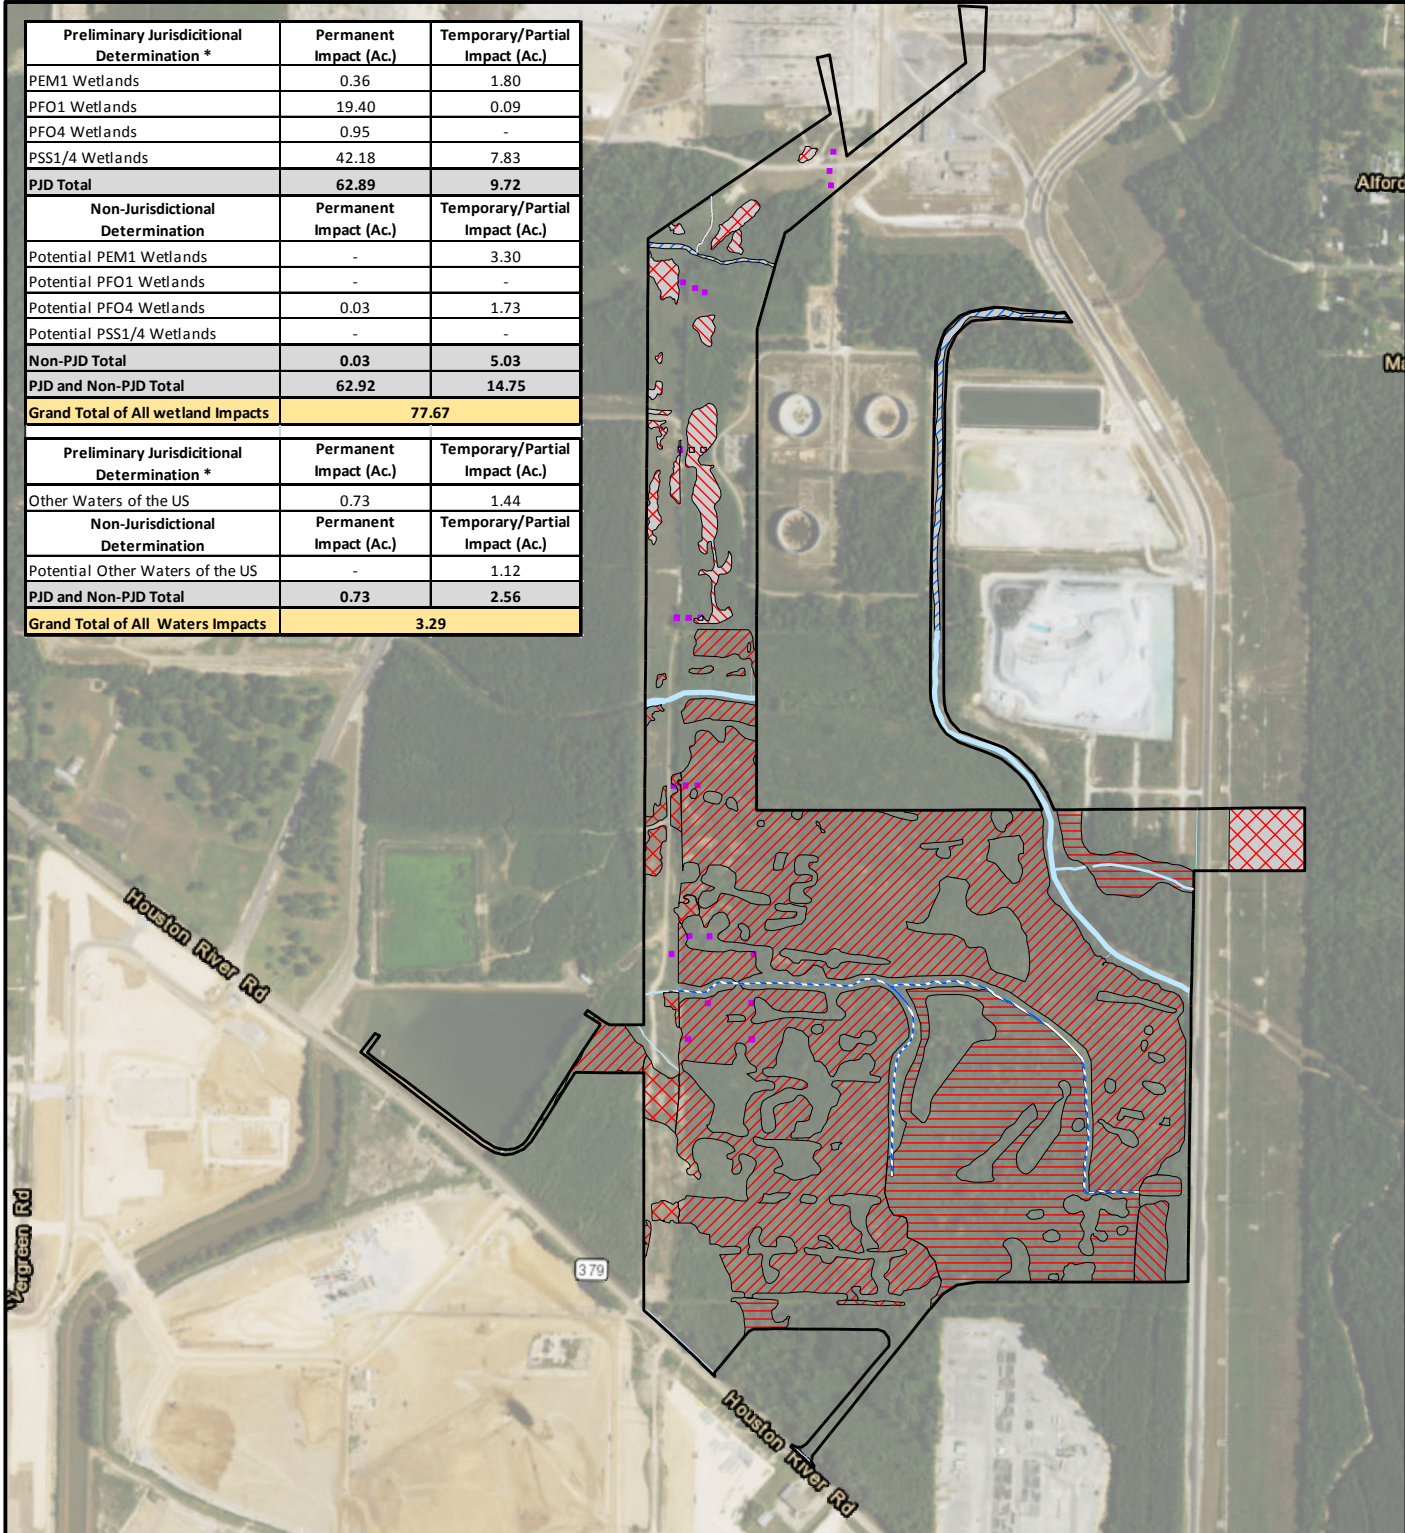 Preliminary Jurisdicitional Determination * Permanent Impact (Ac.) Temporary/Partial Impact (Ac.)
PEM1 Wetlands 0.36 1.80
PFO1 Wetlands 19.40 0.09
PFO4 Wetlands 0.95 -
PSS1/4 Wetlands 42.18 7.83
PJD Total 62.89 9.72
Non-Jurisdictional Determination Permanent Impact (Ac.) Temporary/Partial Impact (Ac.)
Potential PEM1 Wetlands - 3.30
Potential PFO1 Wetlands - -
Potential PFO4 Wetlands 0.03 1.73
Potential PSS1/4 Wetlands - -
Non-PJD Total 0.03 5.03
PJD and Non-PJD Total 62.92 14.75
Grand Total of All wetland Impacts 77.67
Preliminary Jurisdicitional Determination * Permanent Impact (Ac.) Temporary/Partial Impact (Ac.)
Other Waters of the US 0.73 1.44
Non-Jurisdictional Determination Permanent Impact (Ac.) Temporary/Partial Impact (Ac.)
Potential Other Waters of the US - 1.12
PJD and Non-PJD Total 0.73 2.56
Grand Total of All Waters Impacts 3.29
Alford
Ma
Houston River Rd
vergreen Rd
379
Houston River Rd